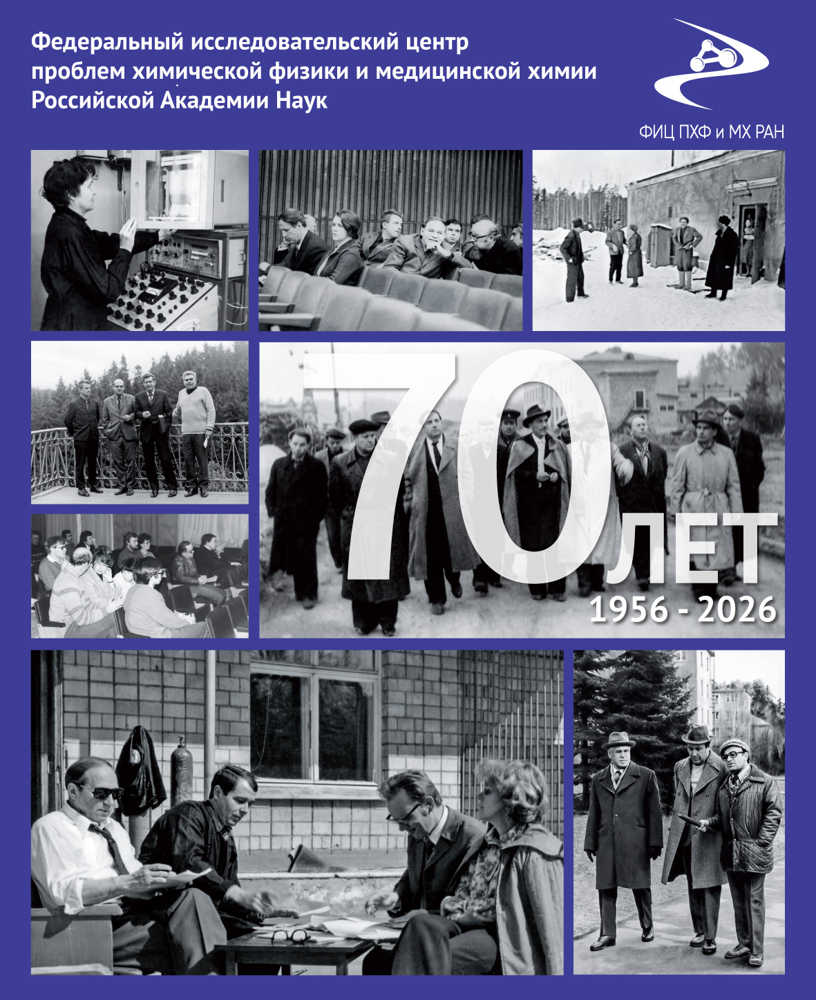 Федеральный исследовательский центр
проблем химической физики и медицинской химии
Российской Академии Наук
ФИЦ ПХФ и МХ РАН
70 ЛЕТ
1956 - 2026